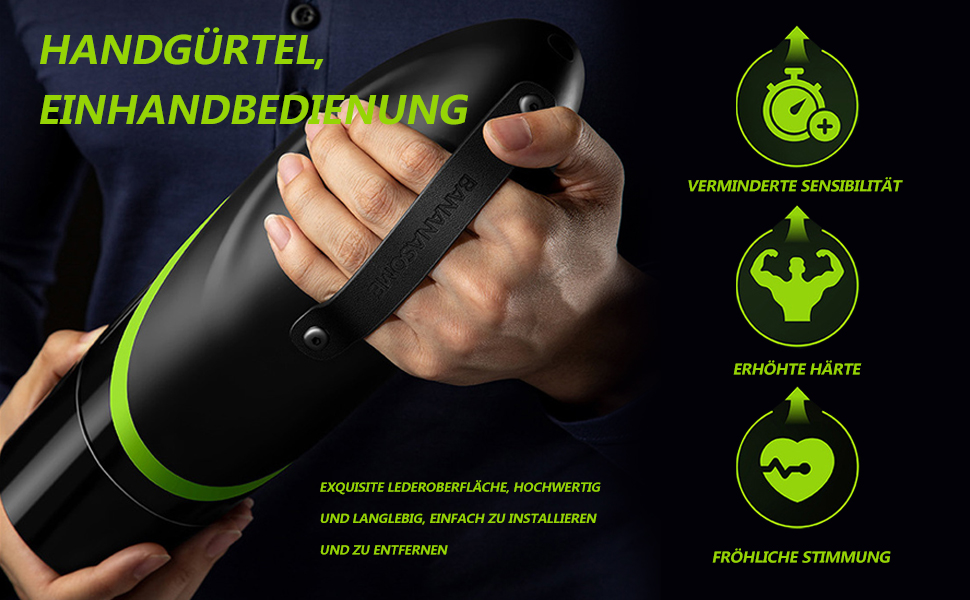 HANDGÜRTEL,
EINHANDBEDIENUNG
BANANASOME
EXQUISITE LEDEROBERFLÄCHE, HOCHWERTIG
UND LANGLEBIG, EINFACH ZU INSTALLIEREN
UND ZU ENTFERNEN
VERMINDERTE SENSIBILITÄT
ERHÖHTE HÄRTE
FRÖHLICHE STIMMUNG